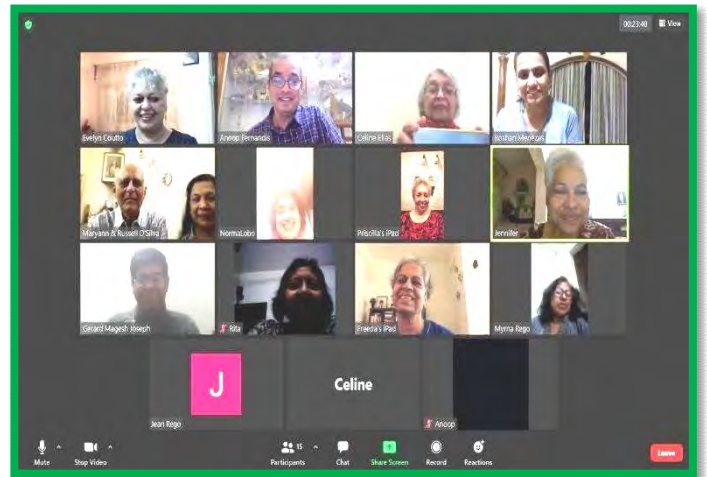 00:23:40 View
Evelyn Coutto Anoop Fernandis Celine Elias Roshan Menezes
Maryann & Russell D'Silva NormaLobo Priscilla's iPad Jennifer
Gerard Magesh Joseph Rita Freeda's iPad Myrna Rego
J
Celine
Jean Rego Anoop
15
Mute Stop Video Participants Chat Share Screen Record Reactions Leave